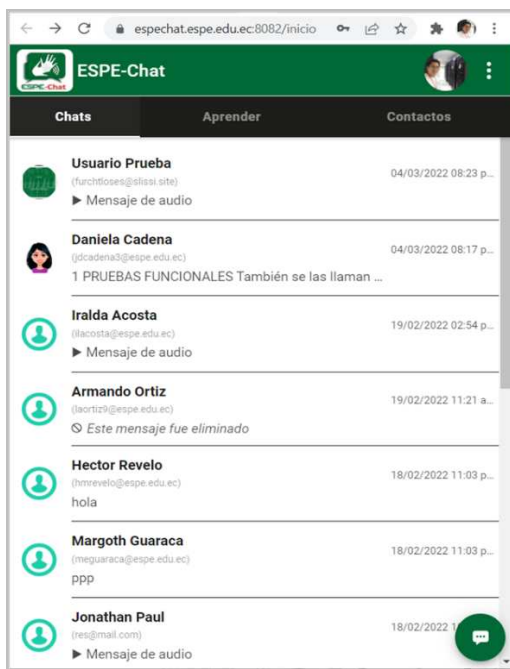 espechat.espe.edu.ec:8082/inicio
ESPE-Chat
ESPE-Chat
Chats Aprender Contactos
Usuario Prueba 04/03/2022 08:23 p...
(furchtloses@slissi.site)
▶ Mensaje de audio
Daniela Cadena 04/03/2022 08:17 p...
(jdcadena3@espe.edu.ec)
1 PRUEBAS FUNCIONALES También se las llaman ...
Iralda Acosta 19/02/2022 02:54 p...
(ilacosta@espe.edu.ec)
▶ Mensaje de audio
Armando Ortiz 19/02/2022 11:21 a...
(laortiz9@espe.edu.ec)
Este mensaje fue eliminado
Hector Revelo 18/02/2022 11:03 p...
(hmrevelo@espe.edu.ec)
hola
Margoth Guaraca 18/02/2022 11:03 p...
(meguaraca@espe.edu.ec)
ppp
Jonathan Paul 18/02/2022
(res@mail.com)
▶ Mensaje de audio